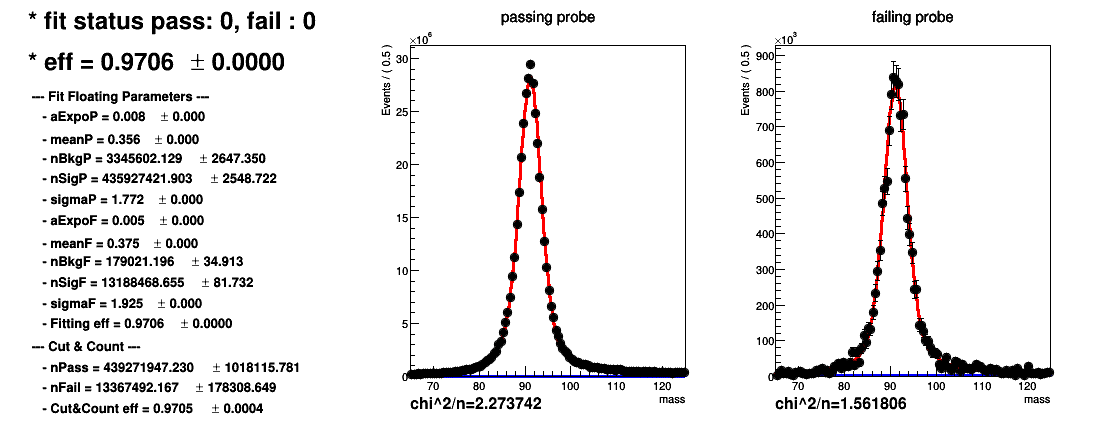 * fit status pass: 0, fail : 0
* eff = 0.9706 ± 0.0000
--- Fit Floating Parameters ---
- aExpoP = 0.008 ± 0.000
- meanP = 0.356 ± 0.000
- nBkgP = 3345602.129 ± 2647.350
- nSigP = 435927421.903 ± 2548.722
- sigmaP = 1.772 ± 0.000
- aExpoF = 0.005 ± 0.000
- meanF = 0.375 ± 0.000
- nBkgF = 179021.196 ± 34.913
- nSigF = 13188468.655 ± 81.732
- sigmaF = 1.925 ± 0.000
- Fitting eff = 0.9706 ± 0.0000
--- Cut & Count ---
- nPass = 439271947.230 ± 1018115.781
- nFail = 13367492.167 ± 178308.649
- Cut&Count eff = 0.9705 ± 0.0004
passing probe
×10^6
Events / ( 0.5 )
30
25
20
15
10
5
0
70 80 90 100 110 120
mass
chi^2/n=2.273742
failing probe
×10^3
Events / ( 0.5 )
900
800
700
600
500
400
300
200
100
0
70 80 90 100 110 120
mass
chi^2/n=1.561806